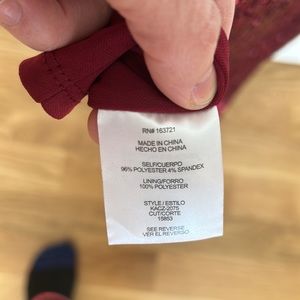 RN# 163721
MADE IN CHINA
HECHO EN CHINA
SELF/CUERPO
96% POLYESTER 4% SPANDEX
LINING/FORRO
100% POLYESTER
STYLE / ESTILO
KACZ-2075
CUT/CORTE
15853
SEE REVERSE
VER EL REVERSO